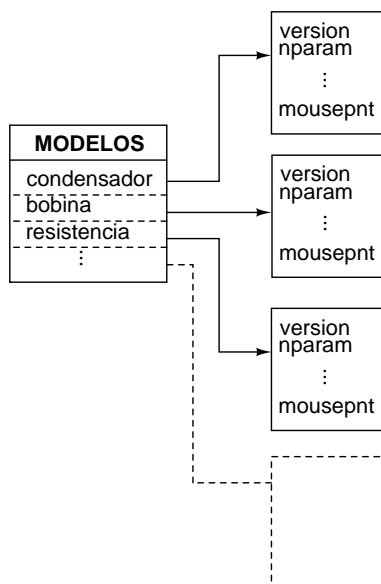 MODELOS
condensador
bobina
resistencia
⋮
version
nparam
⋮
mousepnt
version
nparam
⋮
mousepnt
version
nparam
⋮
mousepnt